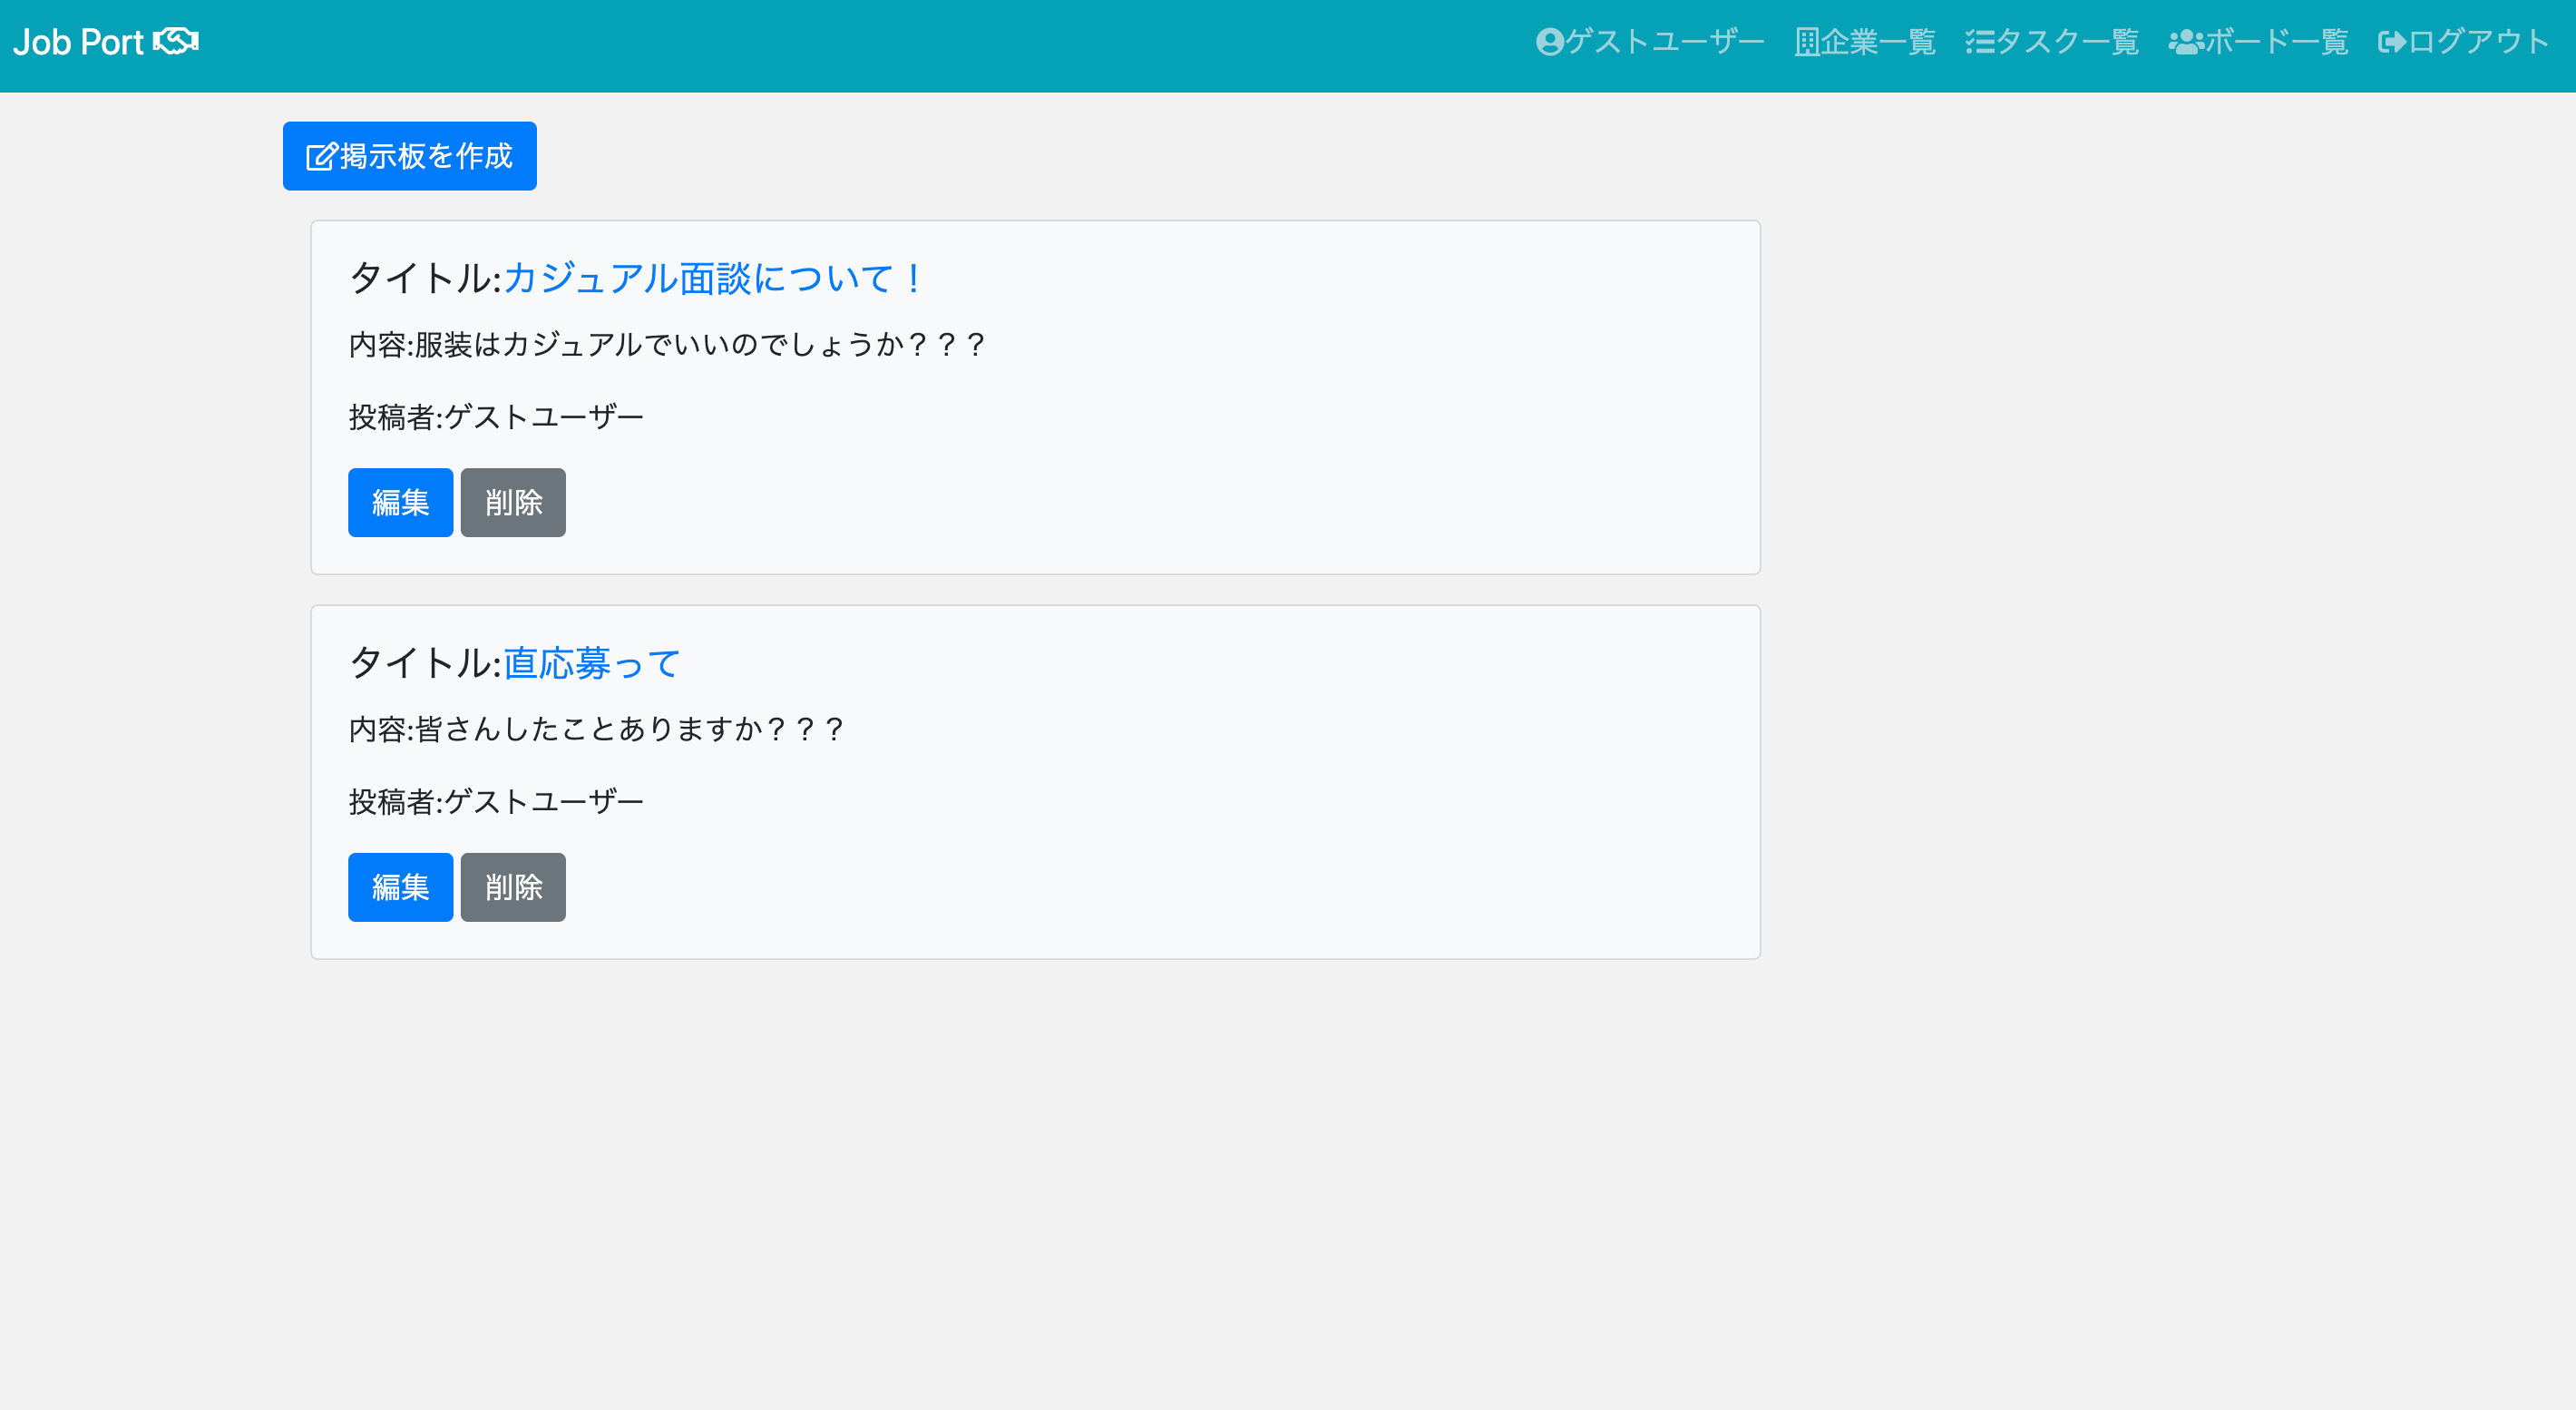 Job Port
ゲストユーザー 企業一覧 タスク一覧 ボード一覧 ログアウト
掲示板を作成
タイトル:カジュアル面談について！
内容:服装はカジュアルでいいのでしょうか？？？
投稿者:ゲストユーザー
編集 削除
タイトル:直応募って
内容:皆さんしたことありますか？？？
投稿者:ゲストユーザー
編集 削除